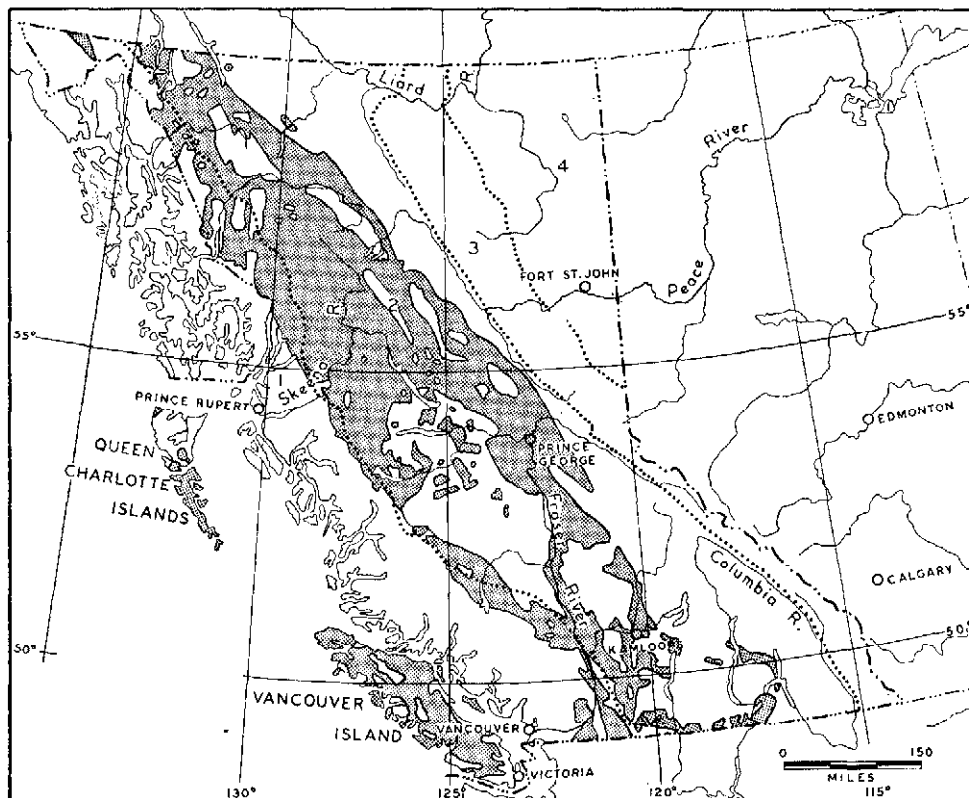 Liard R.
River
4
3
FORT ST. JOHN
Peace
2
R.
55°
55°
1
Skeena
PRINCE RUPERT
EDMONTON
QUEEN
CHARLOTTE
ISLANDS
PRINCE
GEORGE
Fraser
River
Columbia
R.
CALGARY
50°
50°
KAMLOOPS
VANCOUVER
ISLAND
VANCOUVER
VICTORIA
0 150
MILES
130°
125°
120°
115°